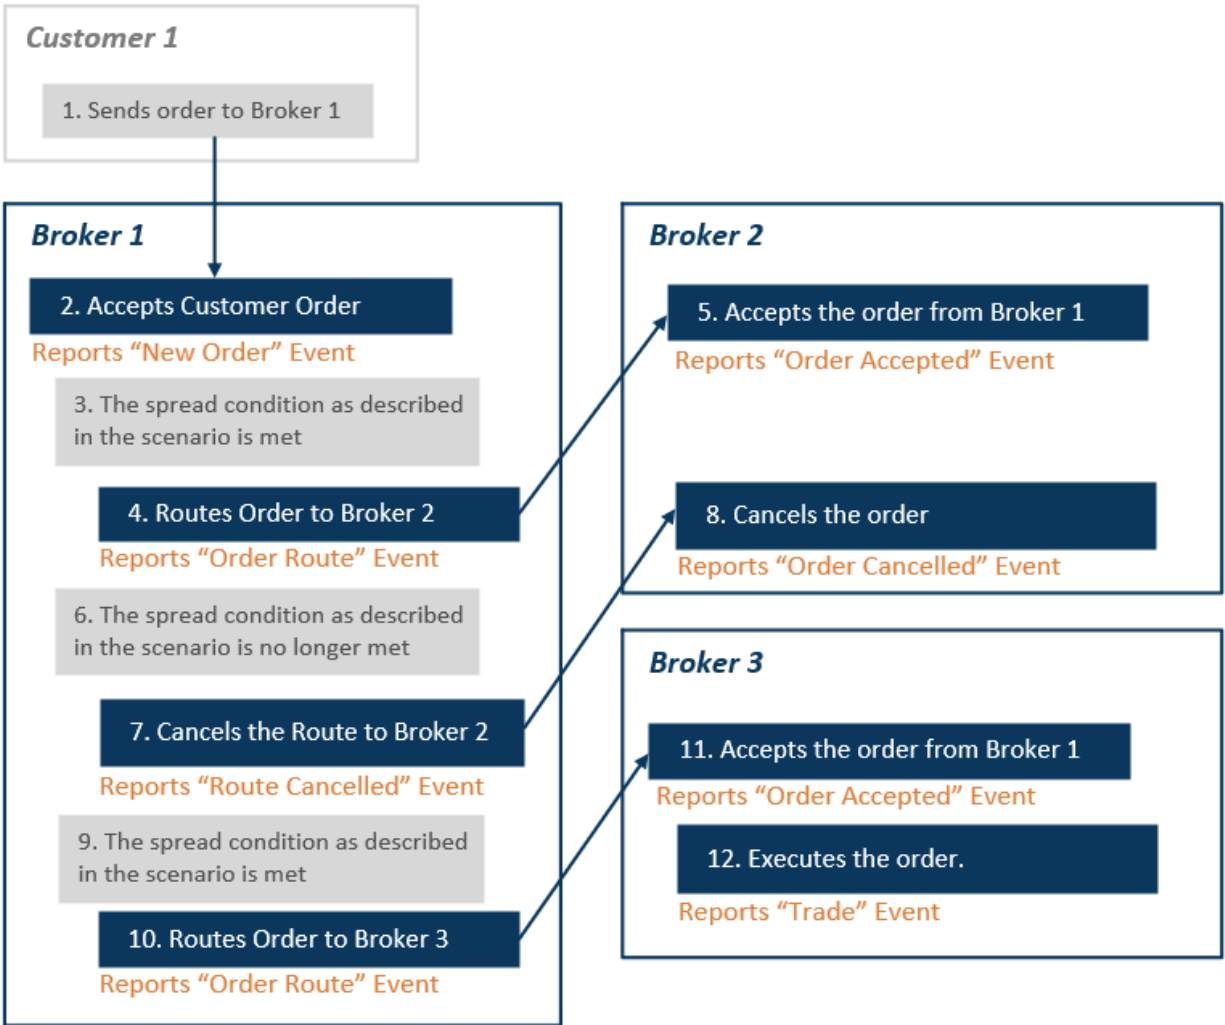 Customer 1
1. Sends order to Broker 1
Broker 1
2. Accepts Customer Order
Reports “New Order” Event
3. The spread condition as described
in the scenario is met
4. Routes Order to Broker 2
Reports “Order Route” Event
6. The spread condition as described
in the scenario is no longer met
7. Cancels the Route to Broker 2
Reports “Route Cancelled” Event
9. The spread condition as described
in the scenario is met
10. Routes Order to Broker 3
Reports “Order Route” Event
Broker 2
5. Accepts the order from Broker 1
Reports “Order Accepted” Event
8. Cancels the order
Reports “Order Cancelled” Event
Broker 3
11. Accepts the order from Broker 1
Reports “Order Accepted” Event
12. Executes the order.
Reports “Trade” Event